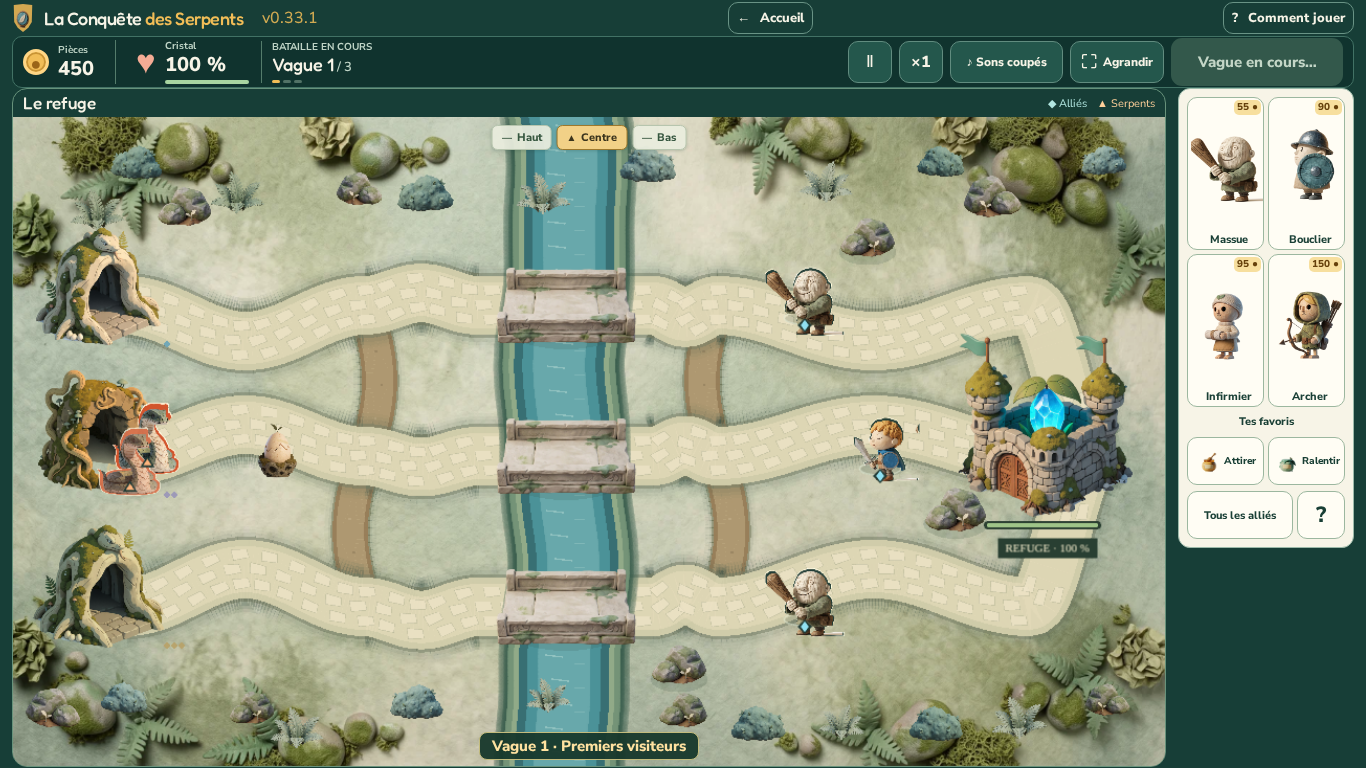 La Conquête des Serpents v0.33.1
← Accueil
? Comment jouer
Pièces
450
Cristal
100 %
BATAILLE EN COURS
Vague 1 / 3
×1
♪ Sons coupés
Agrandir
Vague en cours...
Le refuge
◆ Alliés ▲ Serpents
— Haut
▲ Centre
— Bas
REFUGE · 100 %
Vague 1 · Premiers visiteurs
55
Massue
90
Bouclier
95
Infirmier
150
Archer
Tes favoris
Attirer
Ralentir
Tous les alliés
?